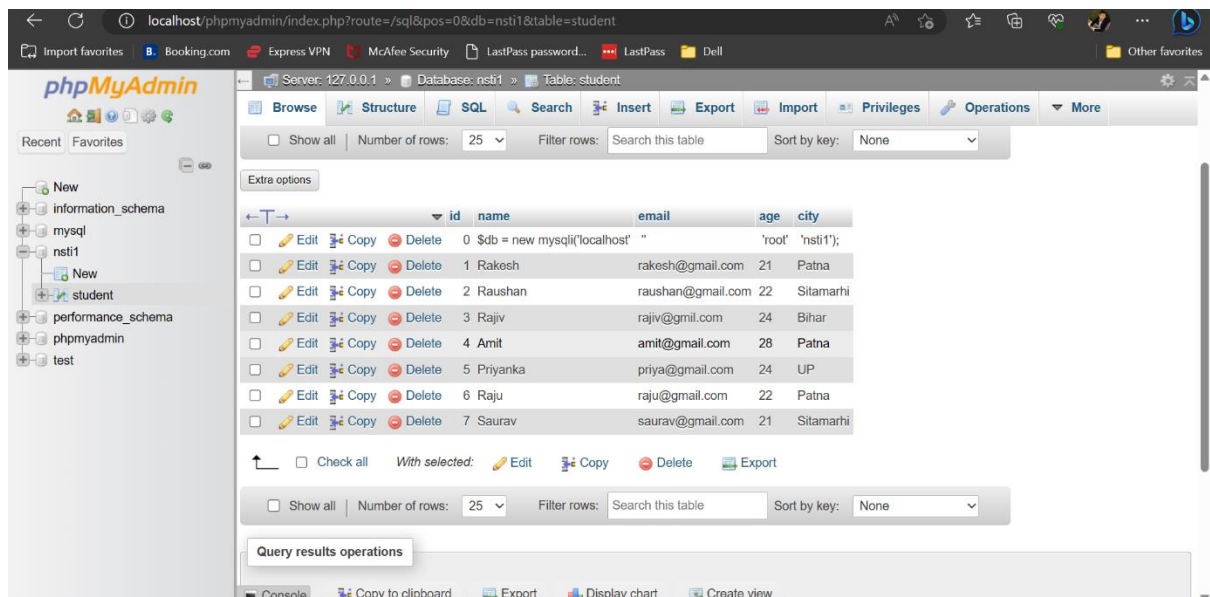 localhost/phpmyadmin/index.php?route=/sql&pos=0&db=nsti1&table=student
Import favorites B. Booking.com Express VPN McAfee Security LastPass password... LastPass Dell Other favorites
phpMyAdmin
Recent Favorites
New
information_schema
mysql
nsti1
New
student
performance_schema
phpmyadmin
test
Server: 127.0.0.1 » Database: nsti1 » Table: student
Browse Structure SQL Search Insert Export Import Privileges Operations More
Show all | Number of rows: 25 Filter rows: Search this table Sort by key: None
Extra options
id name email age city
Edit Copy Delete 0 $db = new mysqli('localhost' '' 'root' 'nsti1');
Edit Copy Delete 1 Rakesh rakesh@gmail.com 21 Patna
Edit Copy Delete 2 Raushan raushan@gmail.com 22 Sitamarhi
Edit Copy Delete 3 Rajiv rajiv@gmil.com 24 Bihar
Edit Copy Delete 4 Amit amit@gmail.com 28 Patna
Edit Copy Delete 5 Priyanka priya@gmail.com 24 UP
Edit Copy Delete 6 Raju raju@gmail.com 22 Patna
Edit Copy Delete 7 Saurav saurav@gmail.com 21 Sitamarhi
Check all With selected: Edit Copy Delete Export
Show all | Number of rows: 25 Filter rows: Search this table Sort by key: None
Query results operations
Console Copy to clipboard Export Display chart Create view